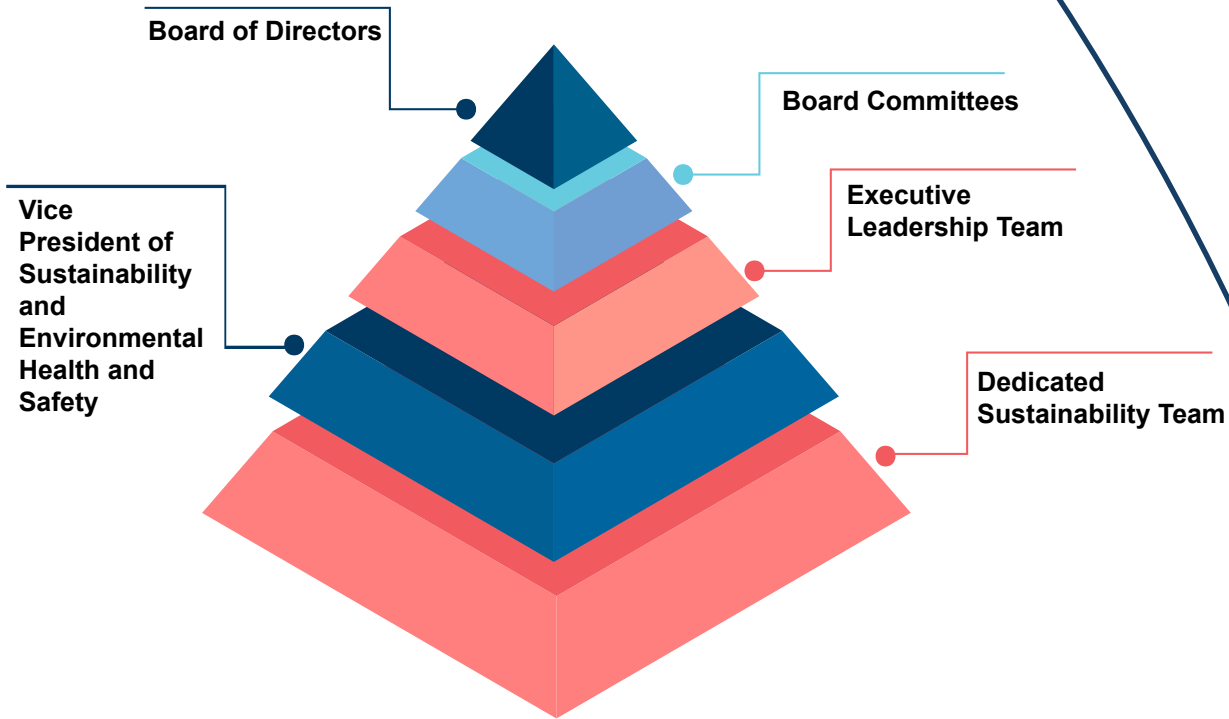 Board of Directors
Board Committees
Executive
Leadership Team
Vice
President of
Sustainability
and
Environmental
Health and
Safety
Dedicated
Sustainability Team